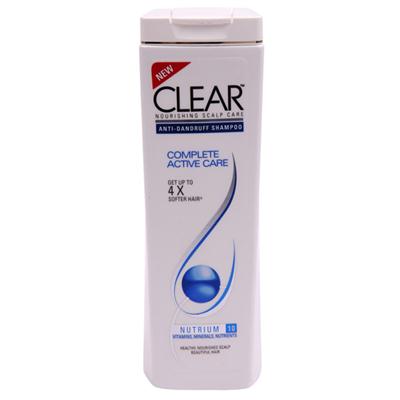 NEW
CLEAR
NOURISHING SCALP CARE
ANTI-DANDRUFF SHAMPOO
COMPLETE
ACTIVE CARE
GET UP TO
4 X
SOFTER HAIR*
NUTRIUM 10
VITAMINS, MINERALS, NUTRIENTS
HEALTHY, NOURISHED SCALP
BEAUTIFUL HAIR